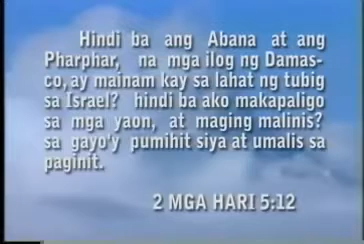 Hindi ba ang Abana at ang
Pharphar, na mga ilog ng Damas-
co, ay mainam kay sa lahat ng tubig
sa Israel? hindi ba ako makapaligo
sa mga yaon, at maging malinis?
sa gayo'y pumihit siya at umalis sa
paginit.
2 MGA HARI 5:12